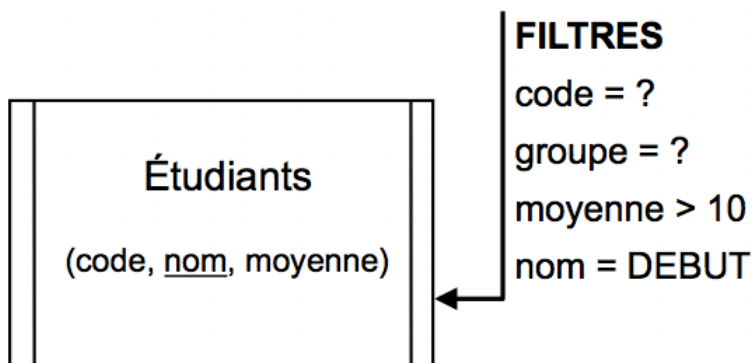 FILTRES
code = ?
groupe = ?
moyenne > 10
nom = DEBUT
Étudiants
(code, nom, moyenne)